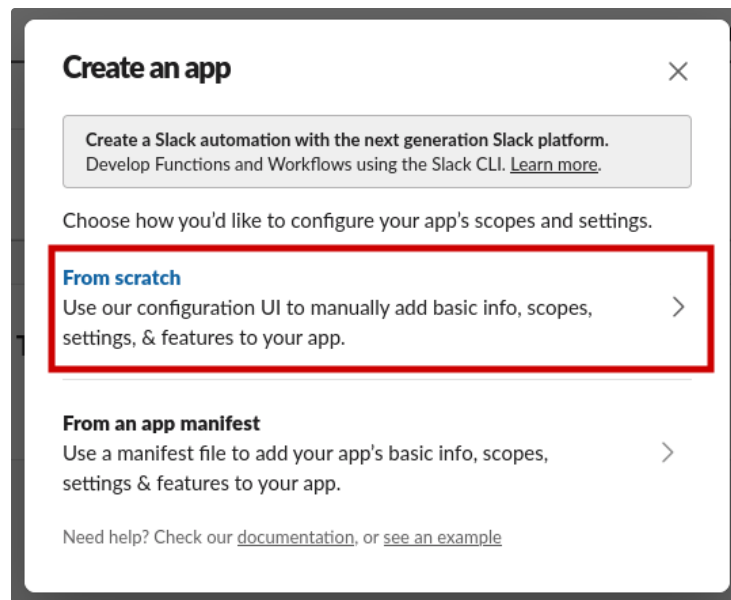 Create an app
Create a Slack automation with the next generation Slack platform.
Develop Functions and Workflows using the Slack CLI. Learn more.
Choose how you’d like to configure your app’s scopes and settings.
From scratch
Use our configuration UI to manually add basic info, scopes,
settings, & features to your app.
From an app manifest
Use a manifest file to add your app’s basic info, scopes,
settings & features to your app.
Need help? Check our documentation, or see an example